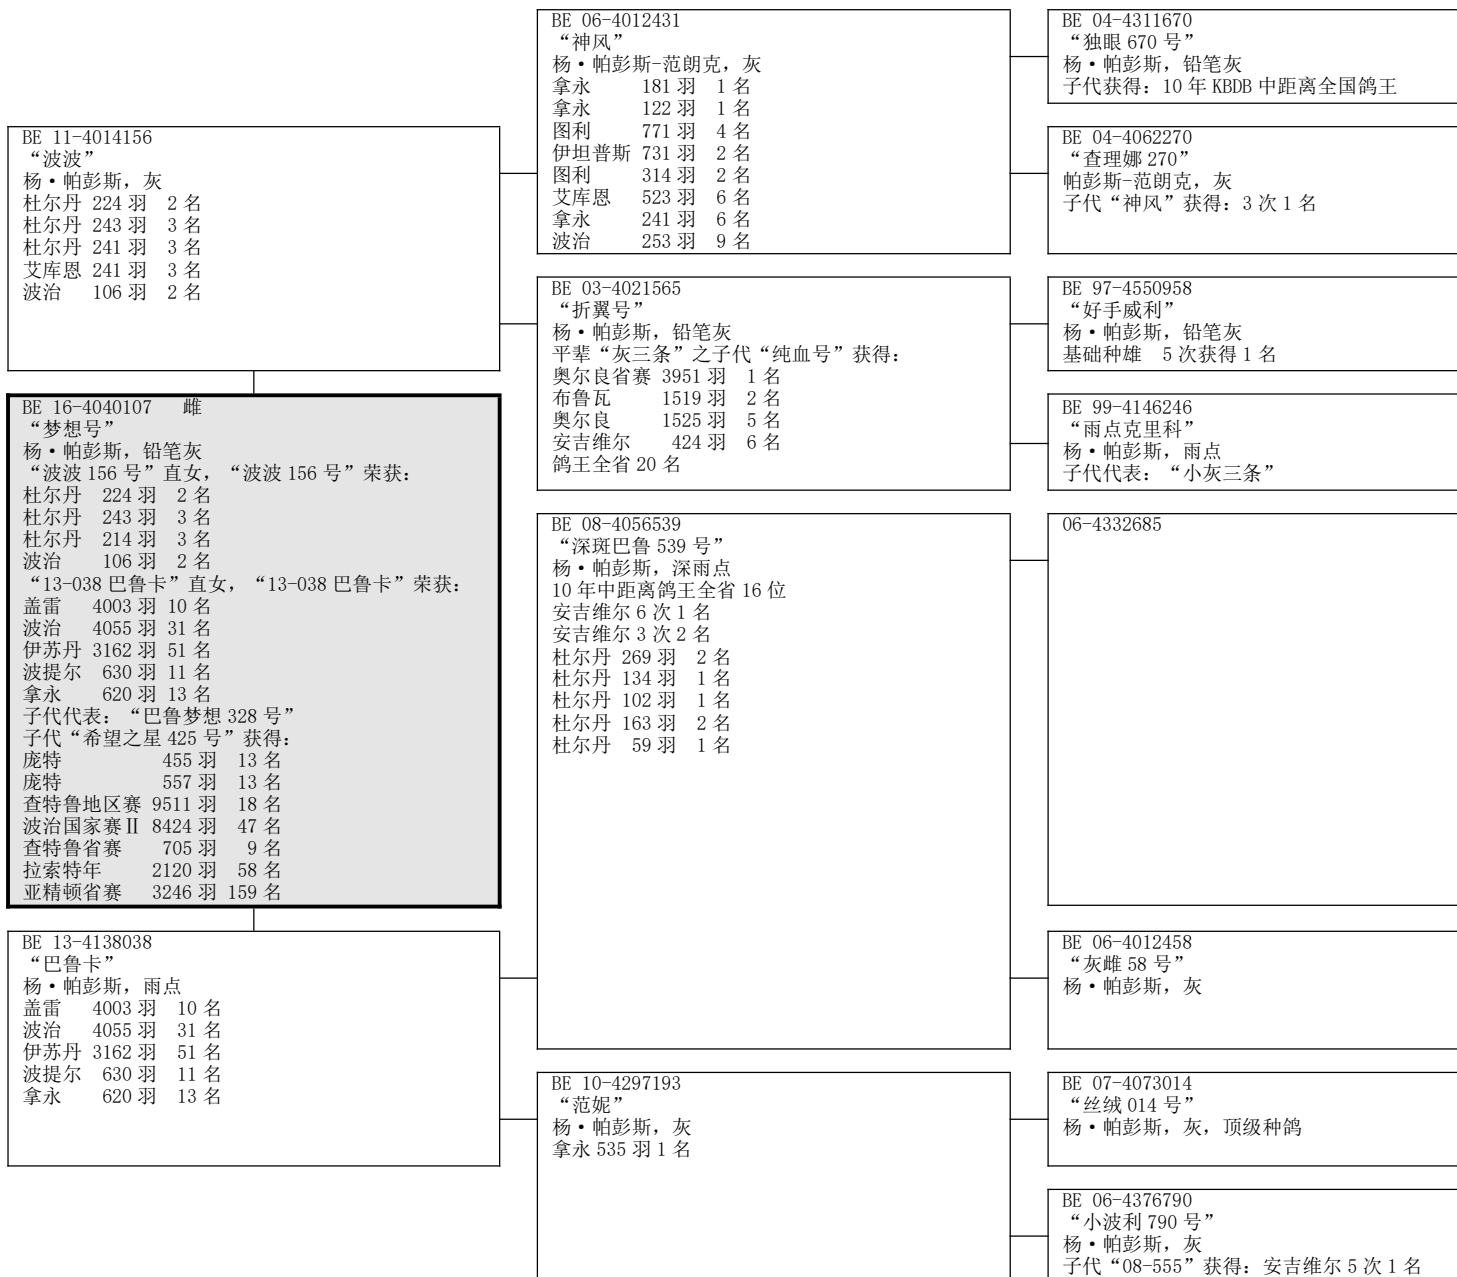 BE 11-4014156
“波波”
杨·帕彭斯，灰
杜尔丹 224 羽 2 名
杜尔丹 243 羽 3 名
杜尔丹 241 羽 3 名
艾库恩 241 羽 3 名
波治 106 羽 2 名
BE 16-4040107 雌
“梦想号”
杨·帕彭斯，铅笔灰
“波波 156 号”直女，“波波 156 号”荣获：
杜尔丹 224 羽 2 名
杜尔丹 243 羽 3 名
杜尔丹 214 羽 3 名
波治 106 羽 2 名
“13-038 巴鲁卡”直女，“13-038 巴鲁卡”荣获：
盖雷 4003 羽 10 名
波治 4055 羽 31 名
伊苏丹 3162 羽 51 名
波提尔 630 羽 11 名
拿永 620 羽 13 名
子代代表：“巴鲁梦想 328 号”
子代“希望之星 425 号”获得：
庞特 455 羽 13 名
庞特 557 羽 13 名
查特鲁地区赛 9511 羽 18 名
波治国家赛Ⅱ 8424 羽 47 名
查特鲁省赛 705 羽 9 名
拉索特年 2120 羽 58 名
亚精顿省赛 3246 羽 159 名
BE 13-4138038
“巴鲁卡”
杨·帕彭斯，雨点
盖雷 4003 羽 10 名
波治 4055 羽 31 名
伊苏丹 3162 羽 51 名
波提尔 630 羽 11 名
拿永 620 羽 13 名
BE 06-4012431
“神风”
杨·帕彭斯-范朗克，灰
拿永 181 羽 1 名
拿永 122 羽 1 名
图利 771 羽 4 名
伊坦普斯 731 羽 2 名
图利 314 羽 2 名
艾库恩 523 羽 6 名
拿永 241 羽 6 名
波治 253 羽 9 名
BE 03-4021565
“折翼号”
杨·帕彭斯，铅笔灰
平辈“灰三条”之子代“纯血号”获得：
奥尔良省赛 3951 羽 1 名
布鲁瓦 1519 羽 2 名
奥尔良 1525 羽 5 名
安吉维尔 424 羽 6 名
鸽王全省 20 名
BE 08-4056539
“深斑巴鲁 539 号”
杨·帕彭斯，深雨点
10 年中距离鸽王全省 16 位
安吉维尔 6 次 1 名
安吉维尔 3 次 2 名
杜尔丹 269 羽 2 名
杜尔丹 134 羽 1 名
杜尔丹 102 羽 1 名
杜尔丹 163 羽 2 名
杜尔丹 59 羽 1 名
BE 10-4297193
“范妮”
杨·帕彭斯，灰
拿永 535 羽 1 名
BE 04-4311670
“独眼 670 号”
杨·帕彭斯，铅笔灰
子代获得：10 年 KBDB 中距离全国鸽王
BE 04-4062270
“查理娜 270”
帕彭斯-范朗克，灰
子代“神风”获得：3 次 1 名
BE 97-4550958
“好手威利”
杨·帕彭斯，铅笔灰
基础种雄 5 次获得 1 名
BE 99-4146246
“雨点克里科”
杨·帕彭斯，雨点
子代代表：“小灰三条”
06-4332685
BE 06-4012458
“灰雌 58 号”
杨·帕彭斯，灰
BE 07-4073014
“丝绒 014 号”
杨·帕彭斯，灰，顶级种鸽
BE 06-4376790
“小波利 790 号”
杨·帕彭斯，灰
子代“08-555”获得：安吉维尔 5 次 1 名